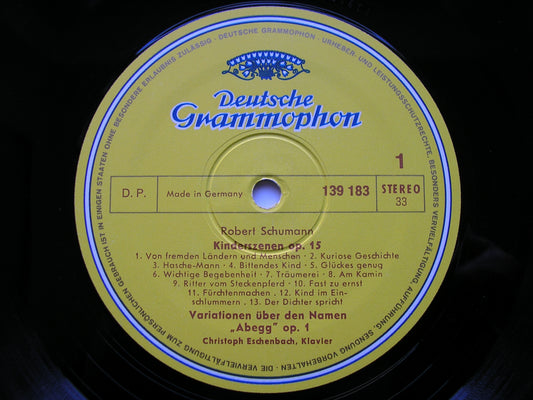 Deutsche
Grammophon
1
D. P.
Made in Germany
139 183
STEREO
33
Robert Schumann
Kinderszenen op. 15
1. Von fremden Ländern und Menschen · 2. Kuriose Geschichte
3. Hasche-Mann · 4. Bittendes Kind · 5. Glückes genug
6. Wichtige Begebenheit · 7. Träumerei · 8. Am Kamin
9. Ritter vom Steckenpferd · 10. Fast zu ernst
11. Fürchtenmachen · 12. Kind im Ein-
schlummern · 13. Der Dichter spricht
Variationen über den Namen
„Abegg" op. 1
Christoph Eschenbach, Klavier
DEUTSCHE GRAMMOPHON · URHEBER- UND LEISTUNGSSCHUTZRECHTE, BESONDERS VERVIELFÄLTIGUNG, AUFFÜHRUNG, SENDUNG VORBEHALTEN · DIE VERVIELFÄLTIGUNG ZUM PERSÖNLICHEN GEBRAUCH IST IN EINIGEN STAATEN OHNE BESONDERE ERLAUBNIS ZULÄSSIG ·